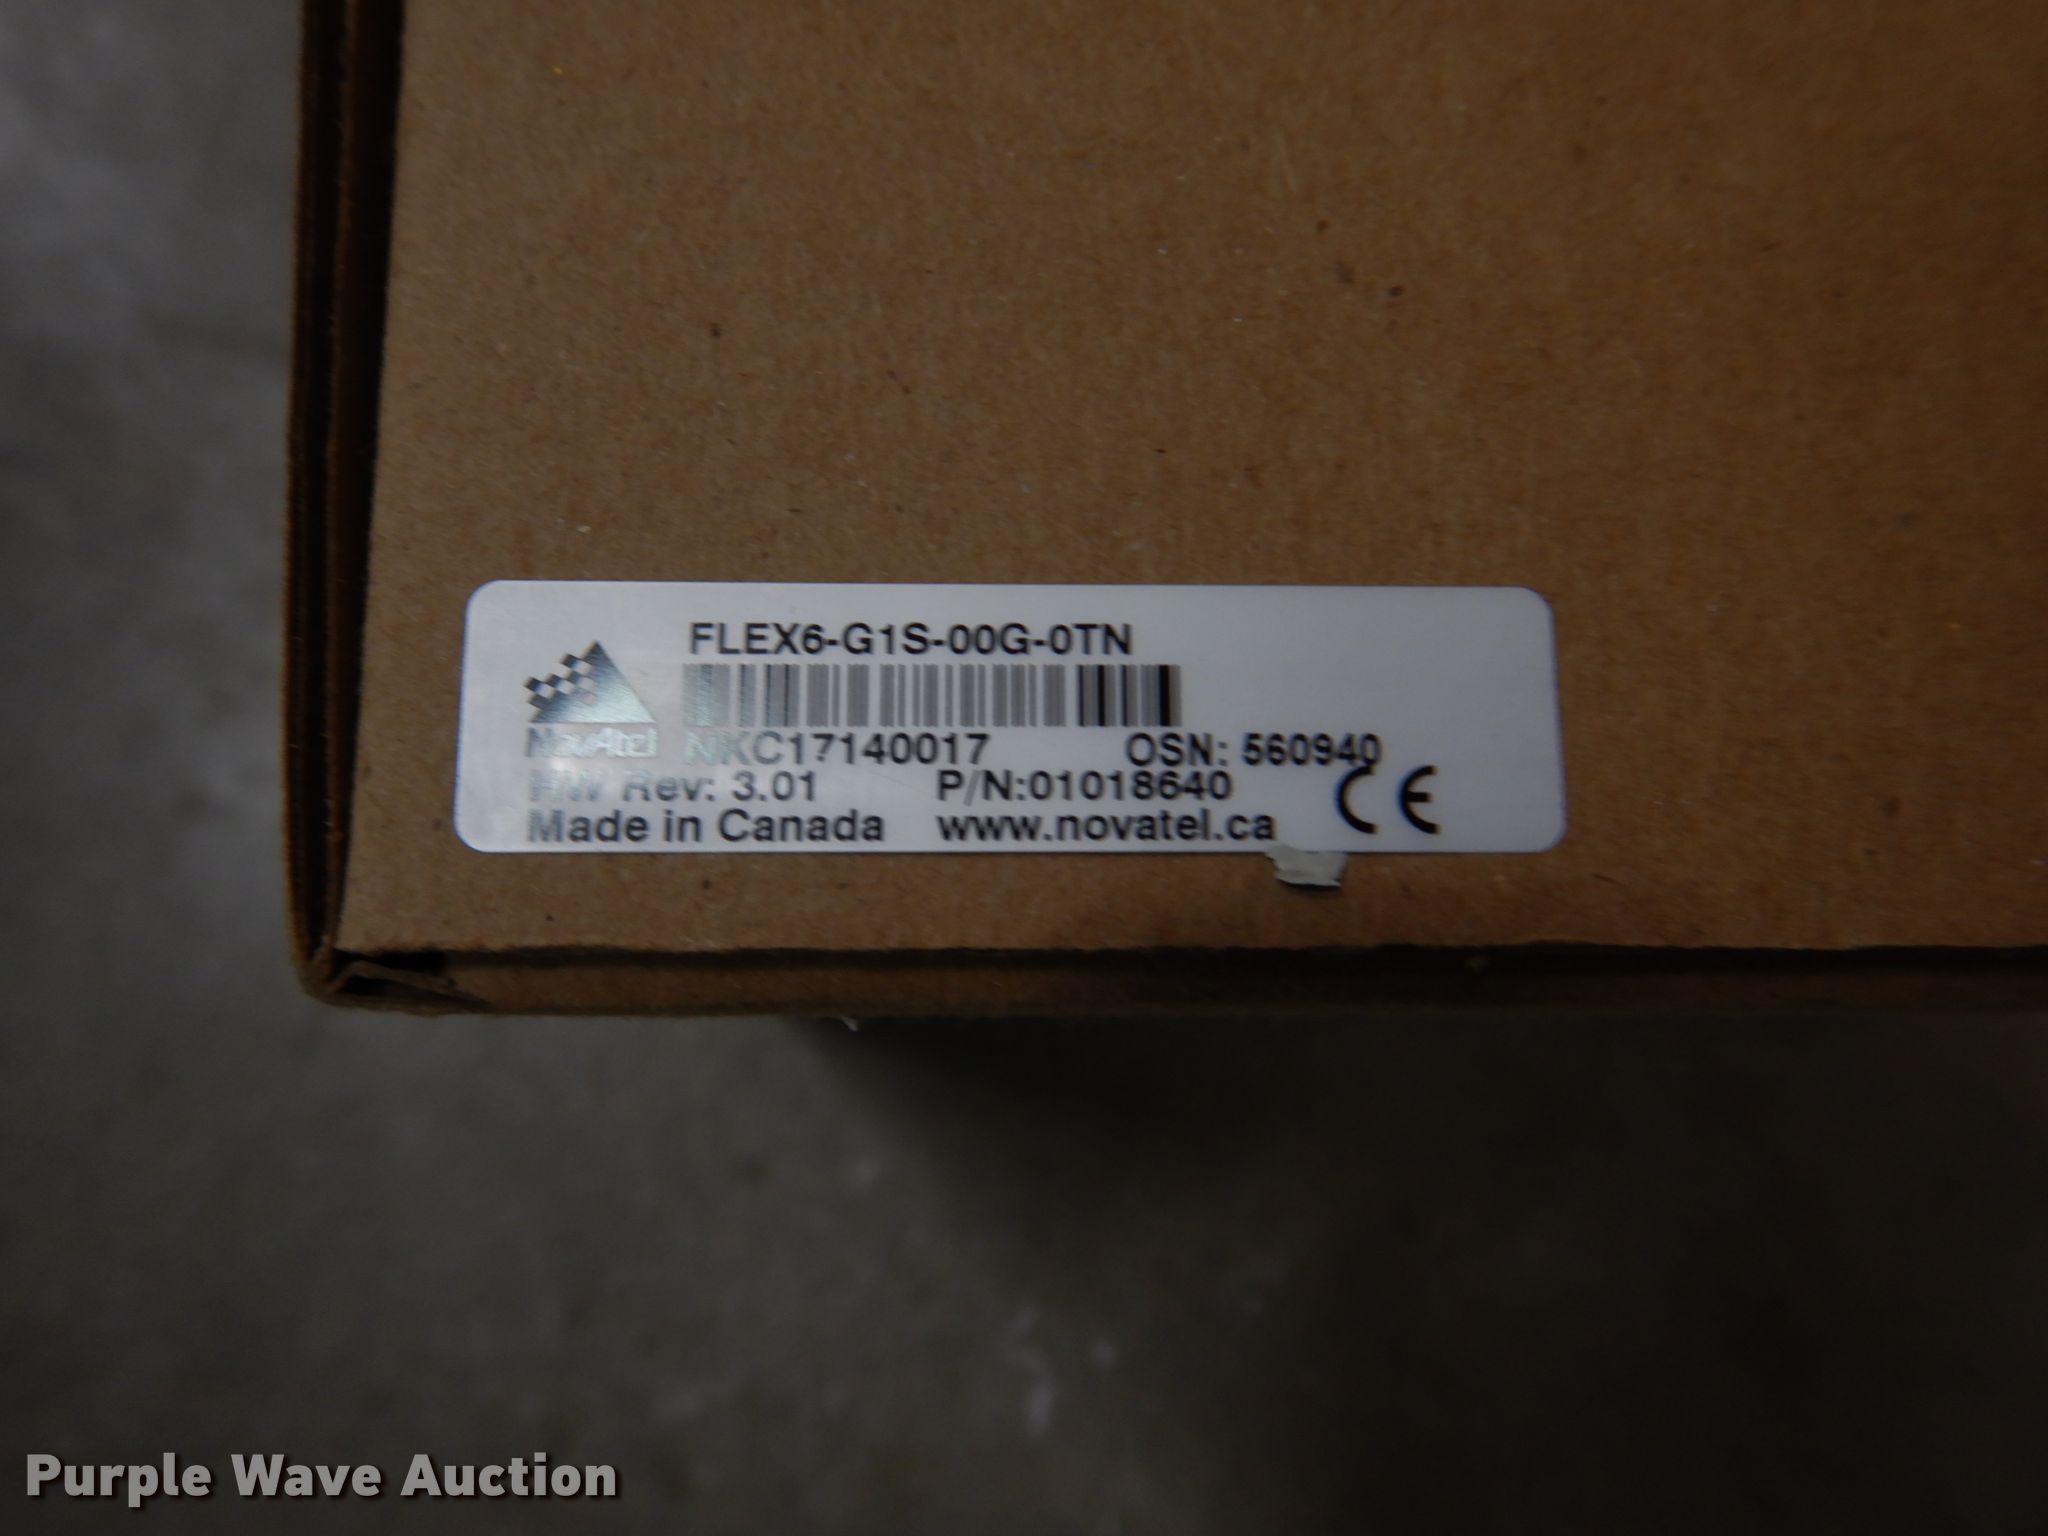 FLEX6-G1S-00G-0TN
NovAtel NKC17140017 OSN: 560940
HW Rev: 3.01 P/N:01018640
Made in Canada www.novatel.ca CE
Purple Wave Auction